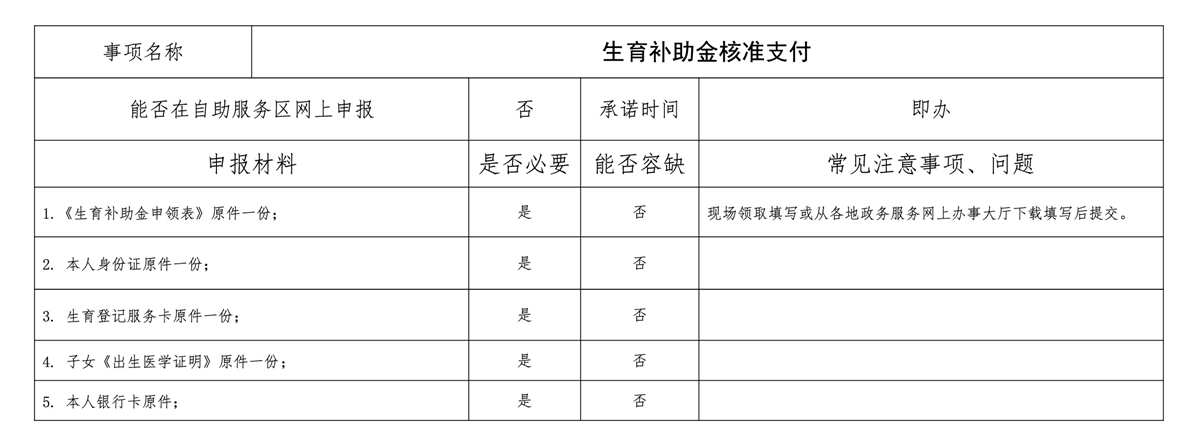 事项名称 生育补助金核准支付
能否在自助服务区网上申报 否 承诺时间 即办
申报材料 是否必要 能否容缺 常见注意事项、问题
1.《生育补助金申领表》原件一份; 是 否 现场领取填写或从各地政务服务网上办事大厅下载填写后提交。
2. 本人身份证原件一份; 是 否
3. 生育登记服务卡原件一份; 是 否
4. 子女《出生医学证明》原件一份; 是 否
5. 本人银行卡原件; 是 否